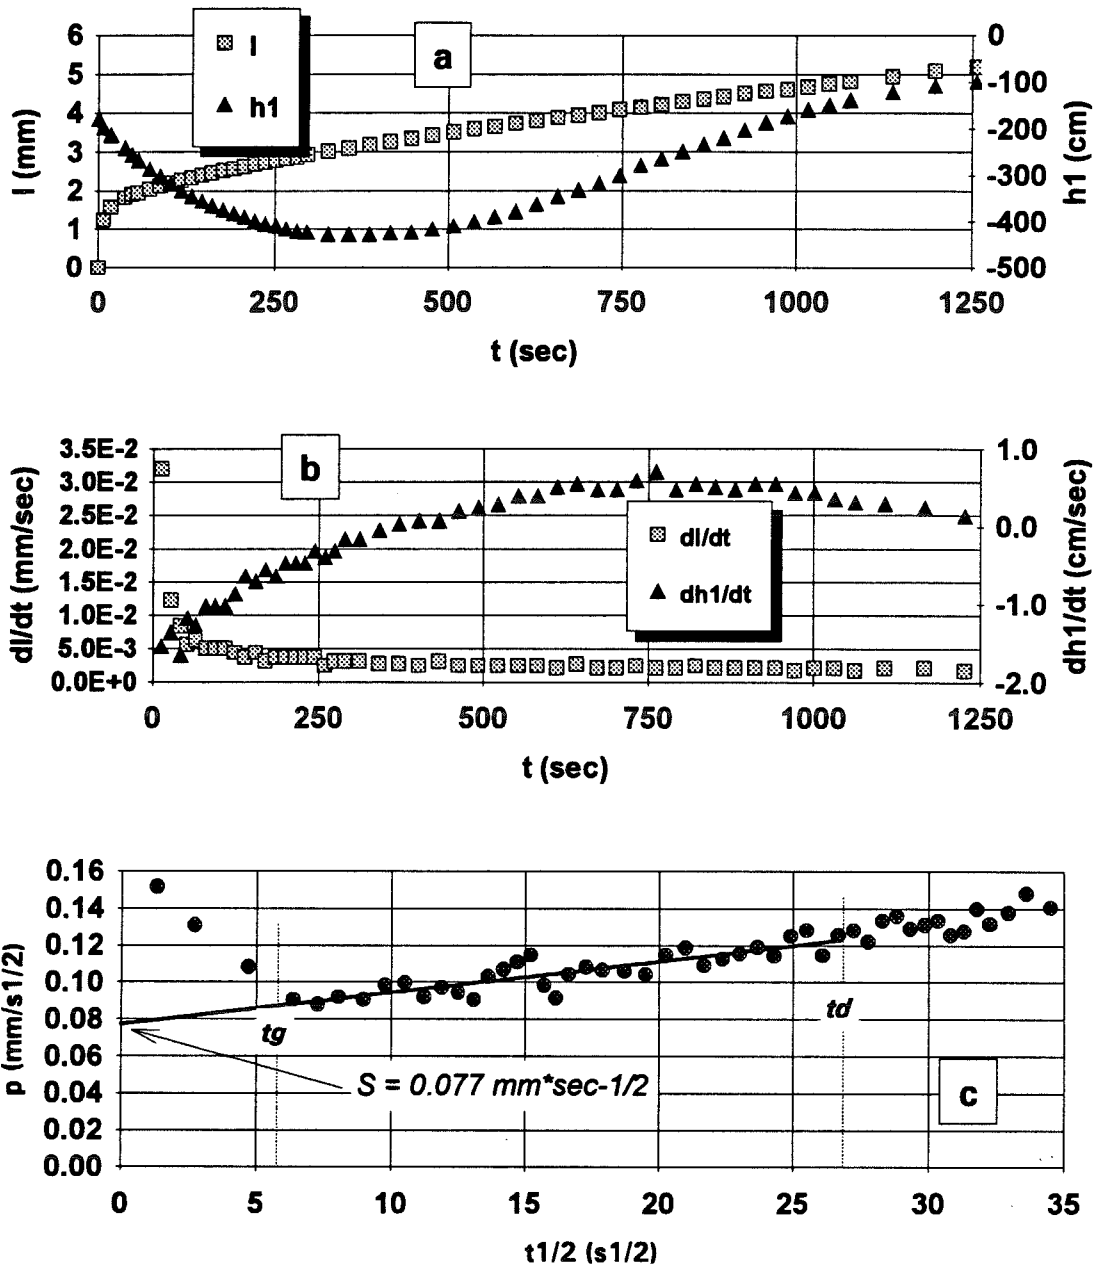 a
l
h1
6
5
4
3
2
1
0
l (mm)
0
-100
-200
-300
-400
-500
h1 (cm)
0 250 500 750 1000 1250
t (sec)
b
3.5E-2
3.0E-2
2.5E-2
2.0E-2
1.5E-2
1.0E-2
5.0E-3
0.0E+0
dl/dt (mm/sec)
1.0
0.0
-1.0
-2.0
dh1/dt (cm/sec)
dl/dt
dh1/dt
0 250 500 750 1000 1250
t (sec)
0.16
0.14
0.12
0.10
0.08
0.06
0.04
0.02
0.00
p (mm/s1/2)
tg
td
S = 0.077 mm*sec-1/2
c
0 5 10 15 20 25 30 35
t1/2 (s1/2)